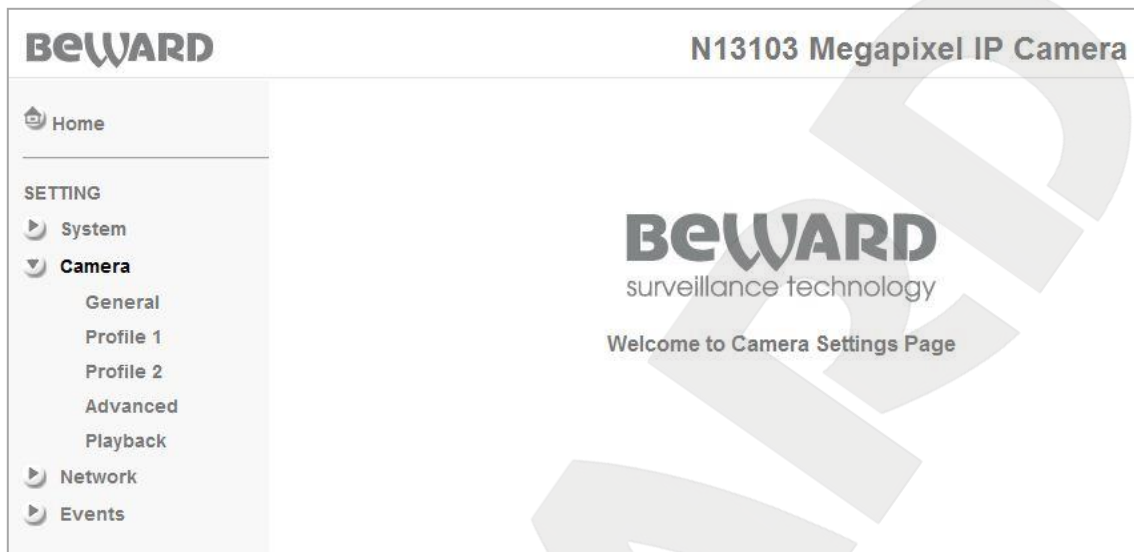 BEWARD
N13103 Megapixel IP Camera
Home
SETTING
System
Camera
General
Profile 1
Profile 2
Advanced
Playback
Network
Events
BEWARD
surveillance technology
Welcome to Camera Settings Page